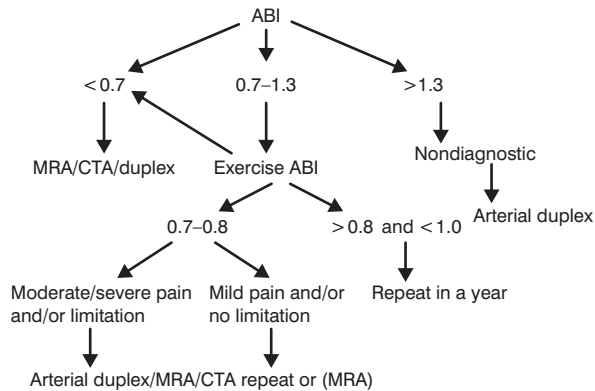 ABI
< 0.7
0.7–1.3
>1.3
MRA/CTA/duplex
Exercise ABI
Nondiagnostic
Arterial duplex
0.7–0.8
> 0.8 and < 1.0
Moderate/severe pain
and/or limitation
Mild pain and/or
no limitation
Repeat in a year
Arterial duplex/MRA/CTA repeat or (MRA)